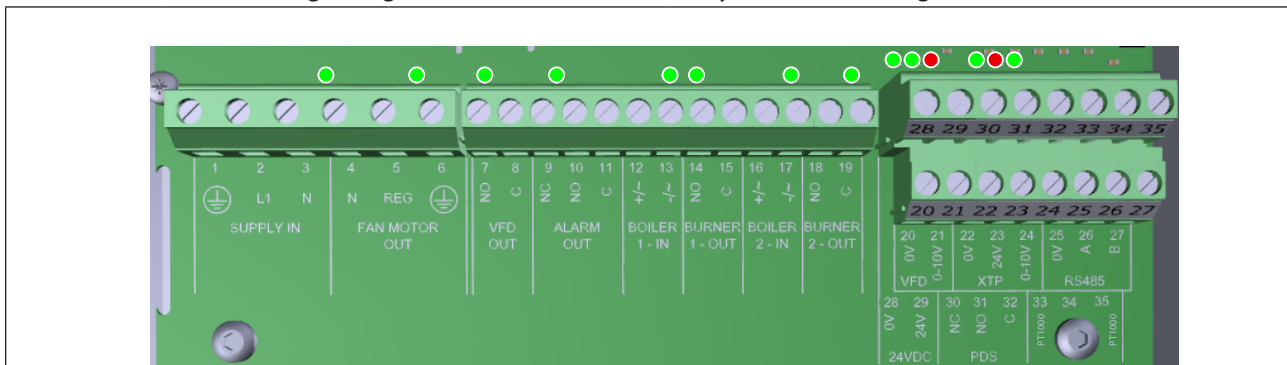 28 29 30 31 32 33 34 35
20 21 22 23 24 25 26 27
1 2 3 4 5 6 7 8 9 10 11 12 13 14 15 16 17 18 19
L1 N N REG NO C NC NO C +/~ -/~ NO C +/~ -/~ NO C
SUPPLY IN
FAN MOTOR
OUT
VFD
OUT
ALARM
OUT
BOILER
1 - IN
BURNER
1 - OUT
BOILER
2 - IN
BURNER
2 - OUT
20 21 22 23 24 25 26 27
0V 0-10V 0V 24V 0-10V 0V A B
VFD XTP RS485
28 29 30 31 32 33 34 35
0V 24V NC NO C PT1000 PT1000
24VDC PDS